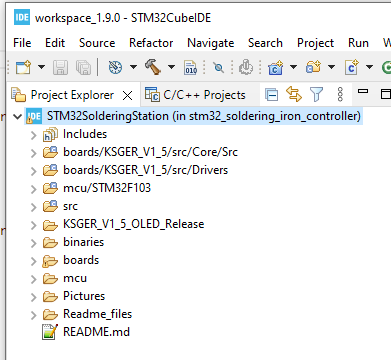 IDE workspace_1.9.0 - STM32CubeIDE
File Edit Source Refactor Navigate Search Project Run W
010
Project Explorer C/C++ Projects
IDE STM32SolderingStation (in stm32_soldering_iron_controller)
Includes
boards/KSGER_V1_5/src/Core/Src
boards/KSGER_V1_5/src/Drivers
mcu/STM32F103
src
KSGER_V1_5_OLED_Release
binaries
boards
mcu
Pictures
Readme_files
README.md